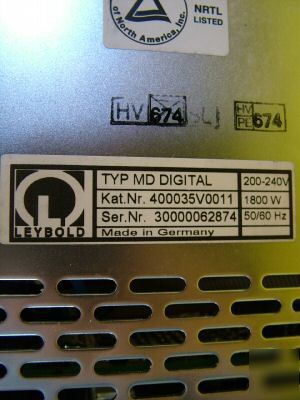 of North America, Inc.
NRTL
LISTED
HV 674
HV
PE 674
LEYBOLD
TYP MD DIGITAL
Kat.Nr. 400035V0011
Ser.Nr. 30000062874
Made in Germany
200-240V
1800 W
50/60 Hz